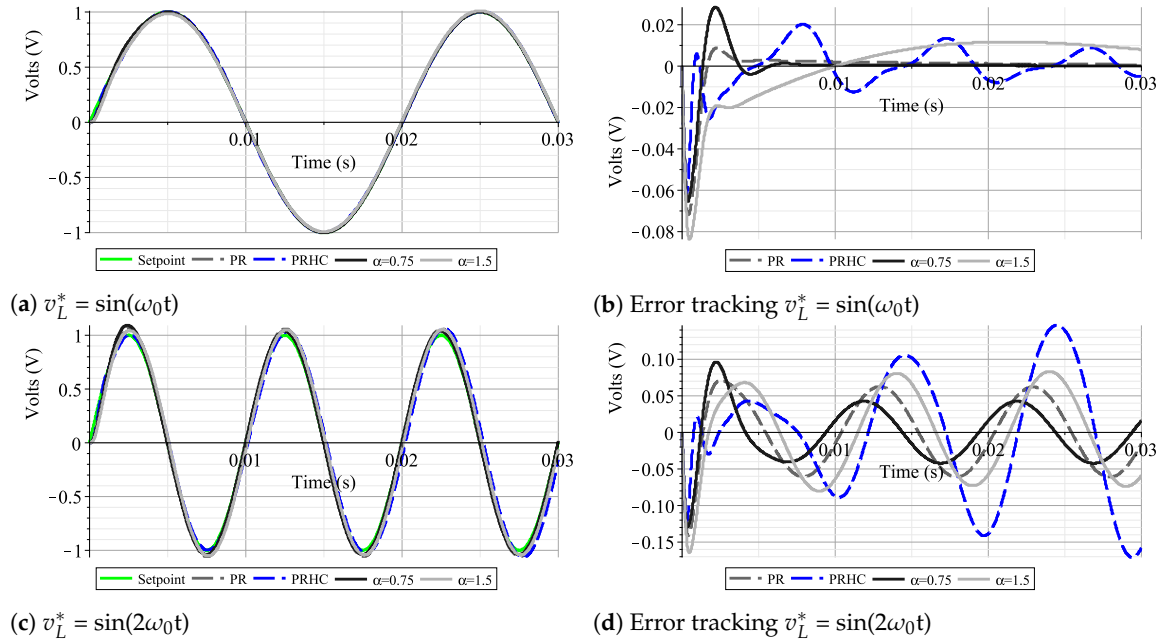 1
0.5
0
−0.5
−1
Volts (V)
0.01
0.02
0.03
Time (s)
Setpoint PR PRHC α=0.75 α=1.5
(a) v*L = sin(ω0t)
0.02
0
−0.02
−0.04
−0.06
−0.08
Volts (V)
0.01
0.02
0.03
Time (s)
PR PRHC α=0.75 α=1.5
(b) Error tracking v*L = sin(ω0t)
1
0.5
0
−0.5
−1
Volts (V)
0.01
0.02
0.03
Time (s)
Setpoint PR PRHC α=0.75 α=1.5
(c) v*L = sin(2ω0t)
0.10
0.05
0
−0.05
−0.10
−0.15
Volts (V)
0.01
0.02
0.03
Time (s)
PR PRHC α=0.75 α=1.5
(d) Error tracking v*L = sin(2ω0t)